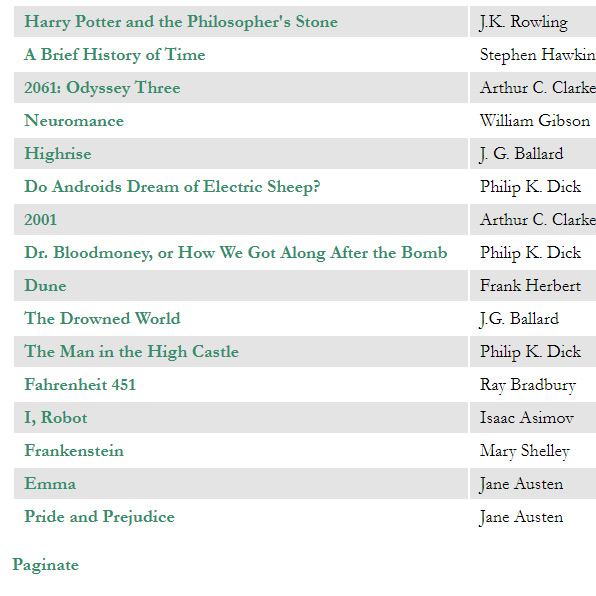 Harry Potter and the Philosopher's Stone J.K. Rowling
A Brief History of Time Stephen Hawkin
2061: Odyssey Three Arthur C. Clarke
Neuromance William Gibson
Highrise J. G. Ballard
Do Androids Dream of Electric Sheep? Philip K. Dick
2001 Arthur C. Clarke
Dr. Bloodmoney, or How We Got Along After the Bomb Philip K. Dick
Dune Frank Herbert
The Drowned World J.G. Ballard
The Man in the High Castle Philip K. Dick
Fahrenheit 451 Ray Bradbury
I, Robot Isaac Asimov
Frankenstein Mary Shelley
Emma Jane Austen
Pride and Prejudice Jane Austen
Paginate